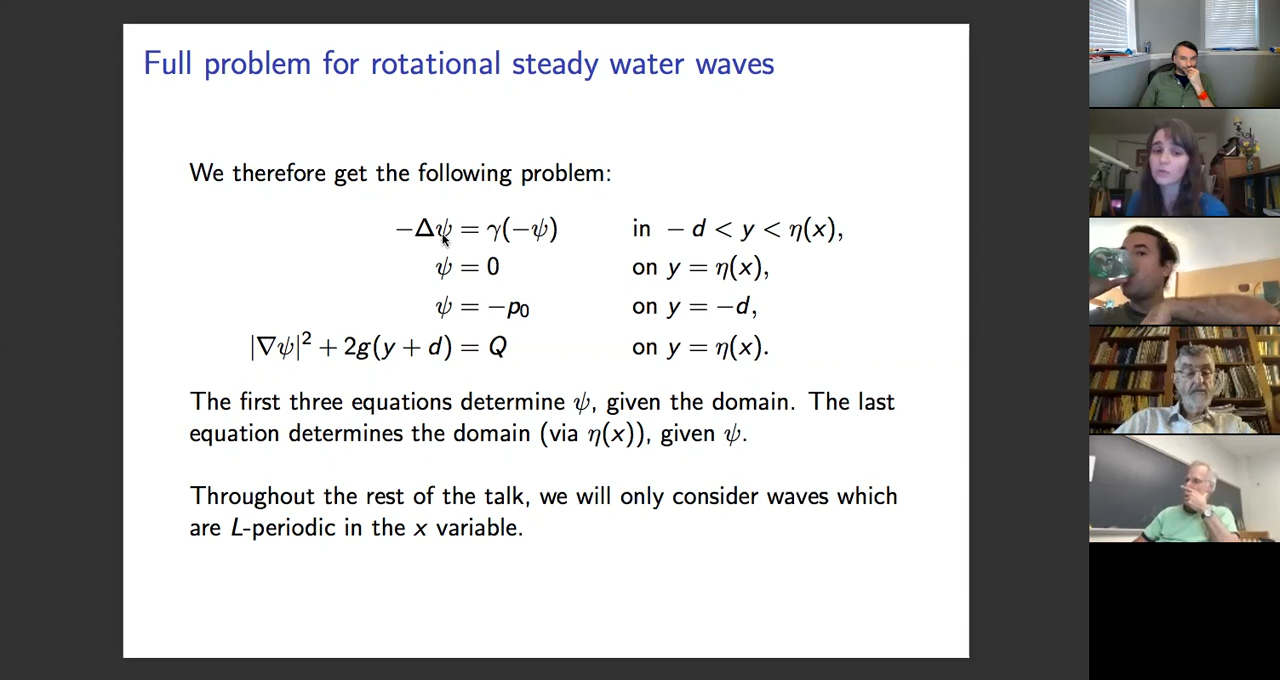 Full problem for rotational steady water waves
We therefore get the following problem:
−Δψ = γ(−ψ) in − d < y < η(x),
ψ = 0 on y = η(x),
ψ = −p₀ on y = −d,
|∇ψ|² + 2g(y + d) = Q on y = η(x).
The first three equations determine ψ, given the domain. The last
equation determines the domain (via η(x)), given ψ.
Throughout the rest of the talk, we will only consider waves which
are L-periodic in the x variable.